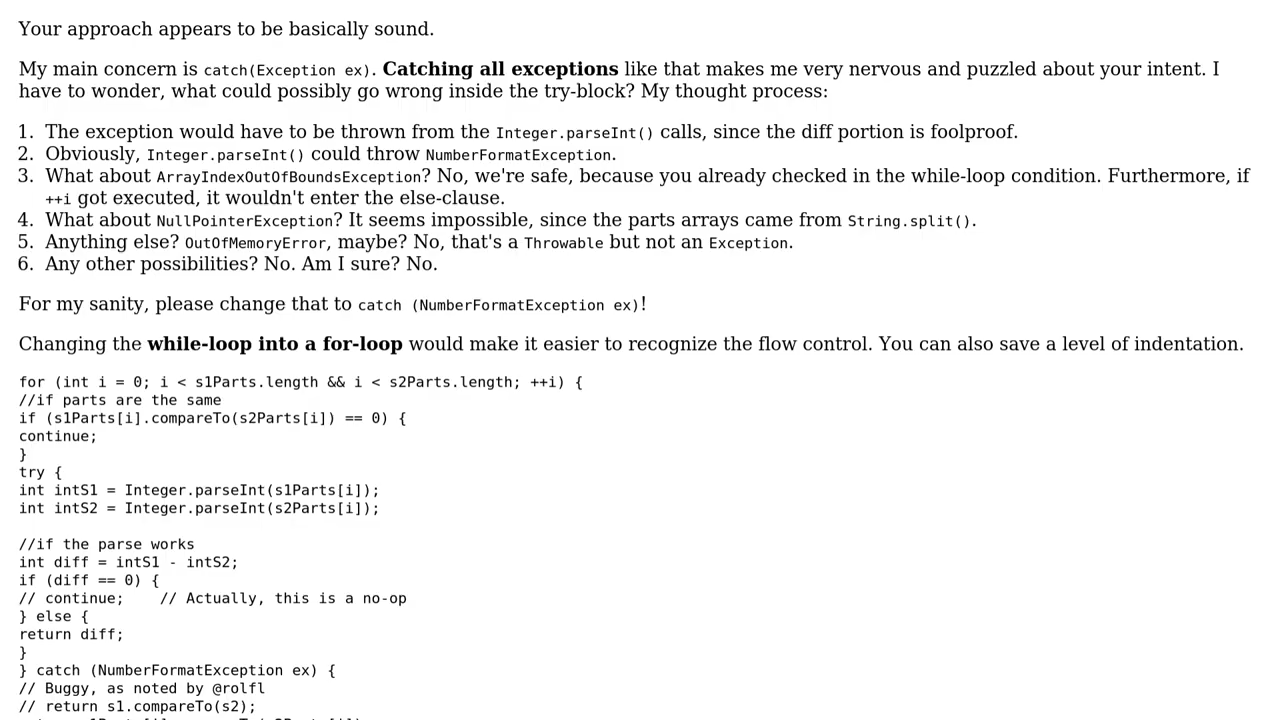 Your approach appears to be basically sound.
My main concern is catch(Exception ex). Catching all exceptions like that makes me very nervous and puzzled about your intent. I
have to wonder, what could possibly go wrong inside the try-block? My thought process:
1. The exception would have to be thrown from the Integer.parseInt() calls, since the diff portion is foolproof.
2. Obviously, Integer.parseInt() could throw NumberFormatException.
3. What about ArrayIndexOutOfBoundsException? No, we're safe, because you already checked in the while-loop condition. Furthermore, if
++i got executed, it wouldn't enter the else-clause.
4. What about NullPointerException? It seems impossible, since the parts arrays came from String.split().
5. Anything else? OutOfMemoryError, maybe? No, that's a Throwable but not an Exception.
6. Any other possibilities? No. Am I sure? No.
For my sanity, please change that to catch (NumberFormatException ex)!
Changing the while-loop into a for-loop would make it easier to recognize the flow control. You can also save a level of indentation.
for (int i = 0; i < s1Parts.length && i < s2Parts.length; ++i) {
//if parts are the same
if (s1Parts[i].compareTo(s2Parts[i]) == 0) {
continue;
}
try {
int intS1 = Integer.parseInt(s1Parts[i]);
int intS2 = Integer.parseInt(s2Parts[i]);
//if the parse works
int diff = intS1 - intS2;
if (diff == 0) {
// continue;    // Actually, this is a no-op
} else {
return diff;
}
} catch (NumberFormatException ex) {
// Buggy, as noted by @rolfl
// return s1.compareTo(s2);